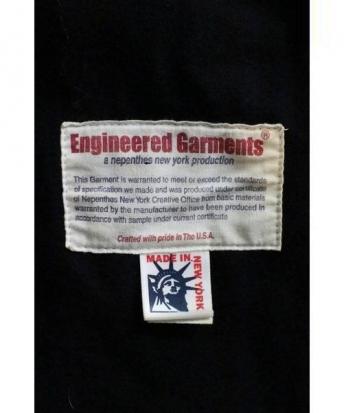 Engineered Garments®
a nepenthes new york production
This Garment is warranted to meet or exceed the standards
of specification we made and was produced under certificate
of Nepenthes New York Creative Office from basic materials
warranted by the manufacturer to have been produced in
accordance with sample under current certificate
Crafted with pride in The U.S.A.
MADE IN
NEW YORK